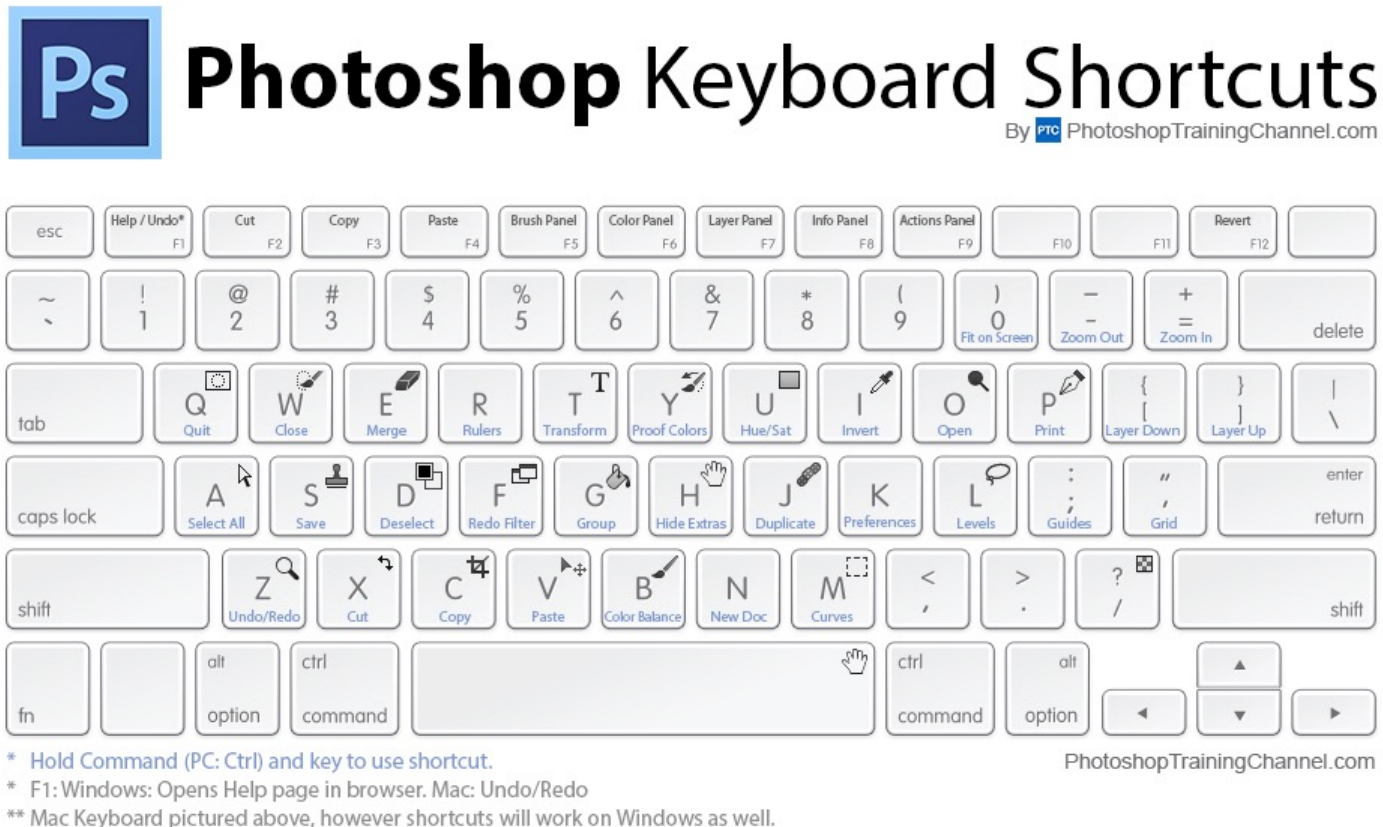 Ps
Photoshop Keyboard Shortcuts
By PTC PhotoshopTrainingChannel.com
esc Help / Undo* F1 Cut F2 Copy F3 Paste F4 Brush Panel F5 Color Panel F6 Layer Panel F7 Info Panel F8 Actions Panel F9 F10 F11 Revert F12
~ ! @ # $ % ^ & * ( ) — +
` 1 2 3 4 5 6 7 8 9 0 - =
Fit on Screen Zoom Out Zoom In delete
T
Q W E R T Y U I O P { } |
[ ] \
tab Quit Close Merge Rulers Transform Proof Colors Hue/Sat Invert Open Print Layer Down Layer Up
A S D F G H J K L : " enter
; ,
caps lock Select All Save Deselect Redo Filter Group Hide Extras Duplicate Preferences Levels Guides Grid return
Z X C V B N M < > ?
, . /
shift Undo/Redo Cut Copy Paste Color Balance New Doc Curves shift
alt ctrl ctrl alt
fn option command command option
* Hold Command (PC: Ctrl) and key to use shortcut.
PhotoshopTrainingChannel.com
* F1: Windows: Opens Help page in browser. Mac: Undo/Redo
** Mac Keyboard pictured above, however shortcuts will work on Windows as well.